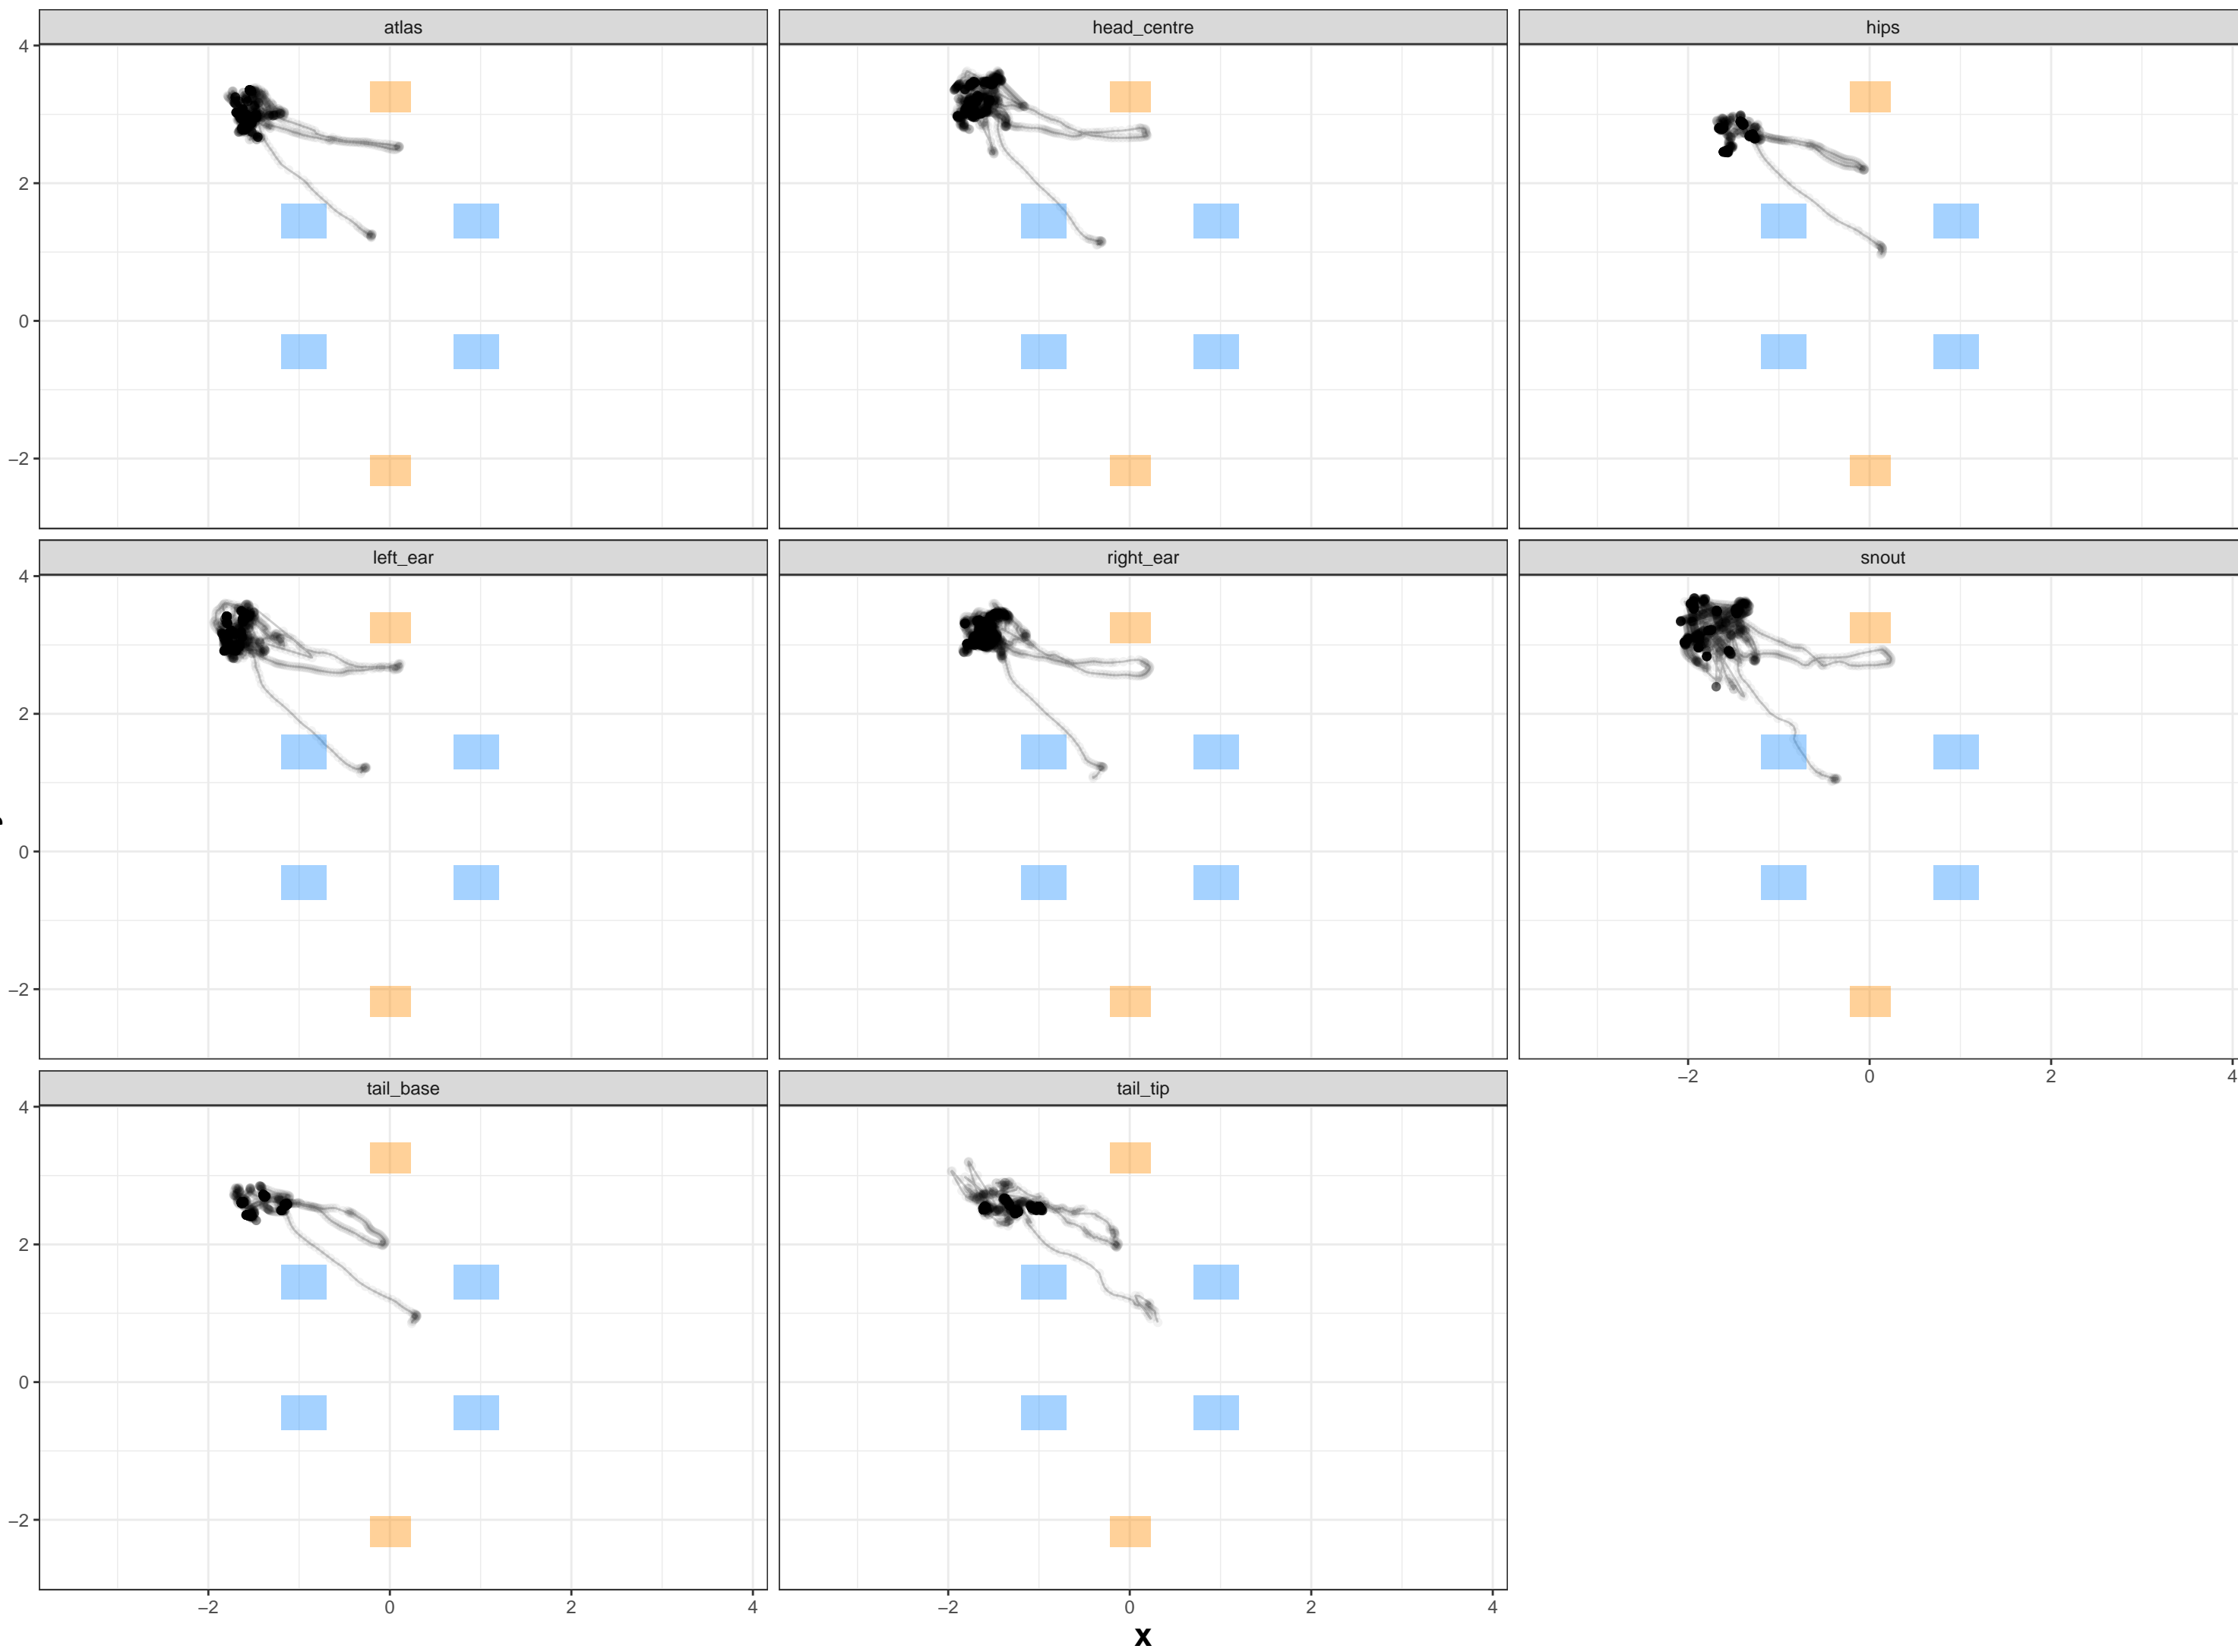 atlas head_centre hips
4
2
0
−2
left_ear right_ear snout
4
2
0
−2
−2 0 2 4
tail_base tail_tip
4
2
0
−2
−2 0 2 4 −2 0 2 4
x